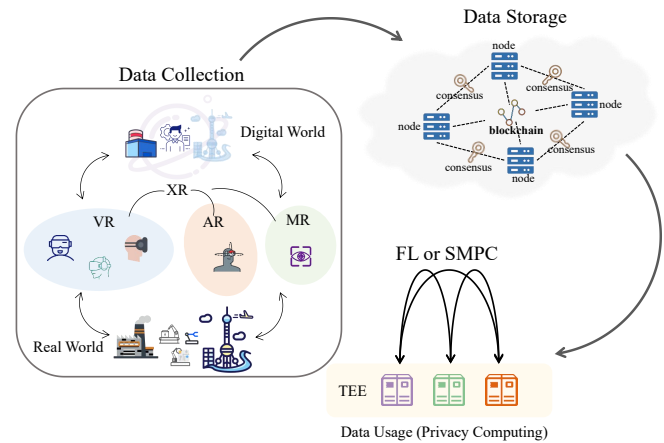 Data Collection
Digital World
XR
VR
AR
MR
Real World
Data Storage
node
consensus
consensus
node
node
blockchain
consensus
consensus
node
FL or SMPC
TEE
Data Usage (Privacy Computing)